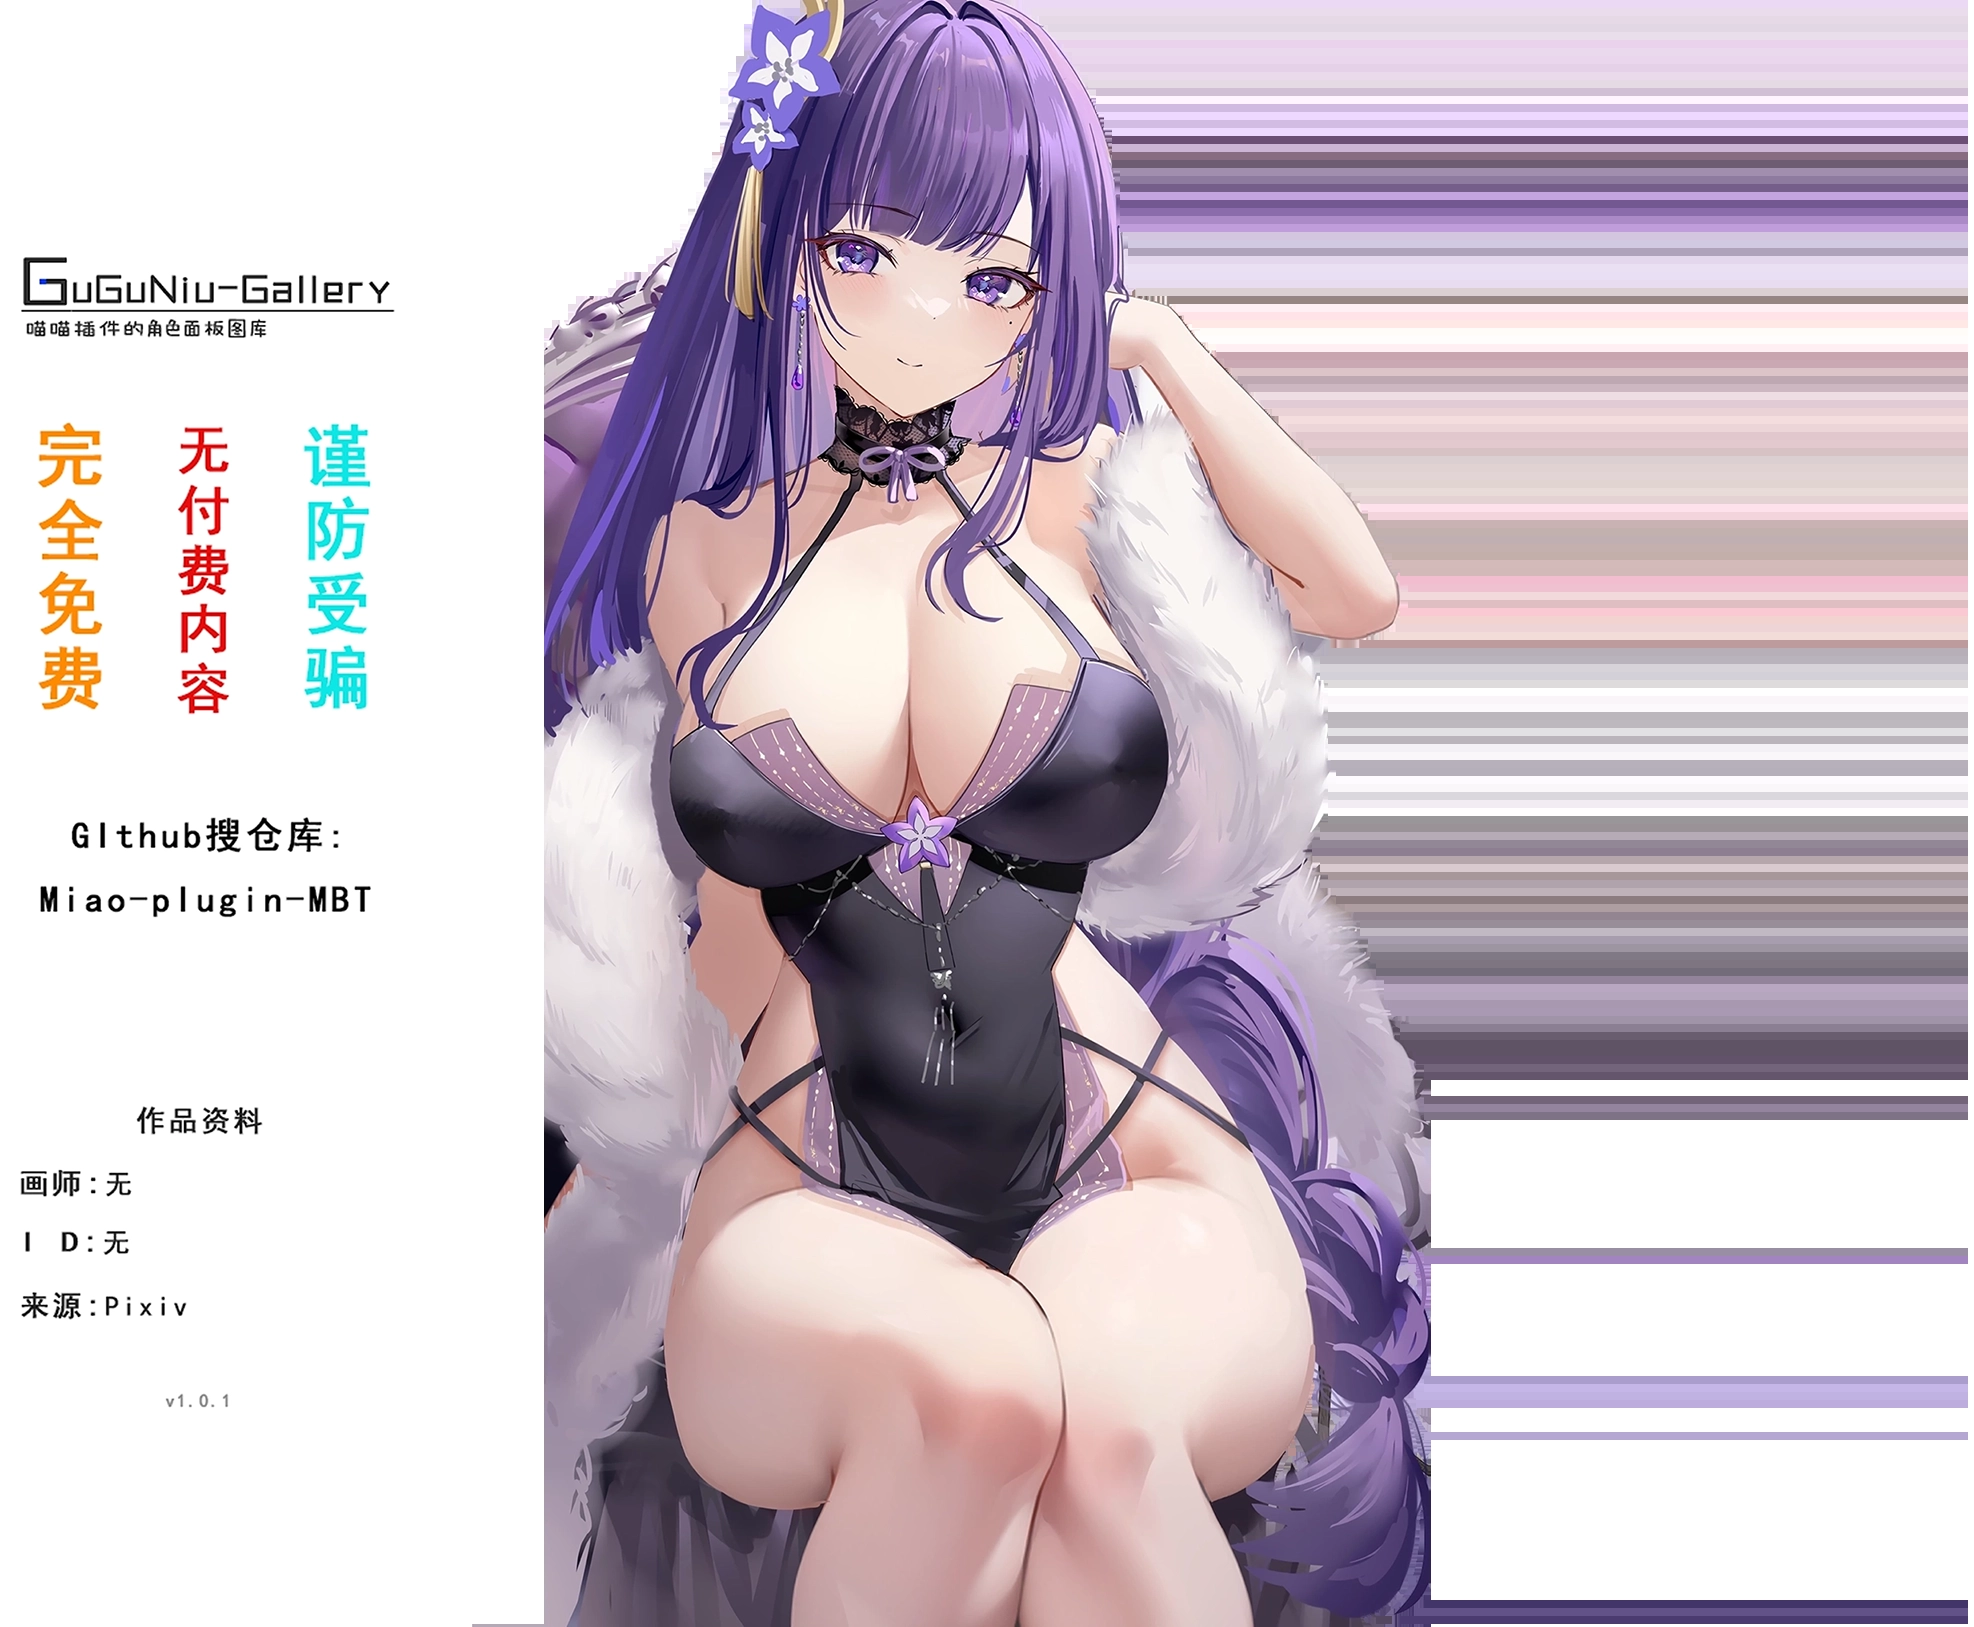 GuGuNiu-Gallery
喵喵插件的角色面板图库
完全免费
无付费内容
谨防受骗
GIthub搜仓库:
Miao-plugin-MBT
作品资料
画师:无
I D:无
来源:Pixiv
v1.0.1